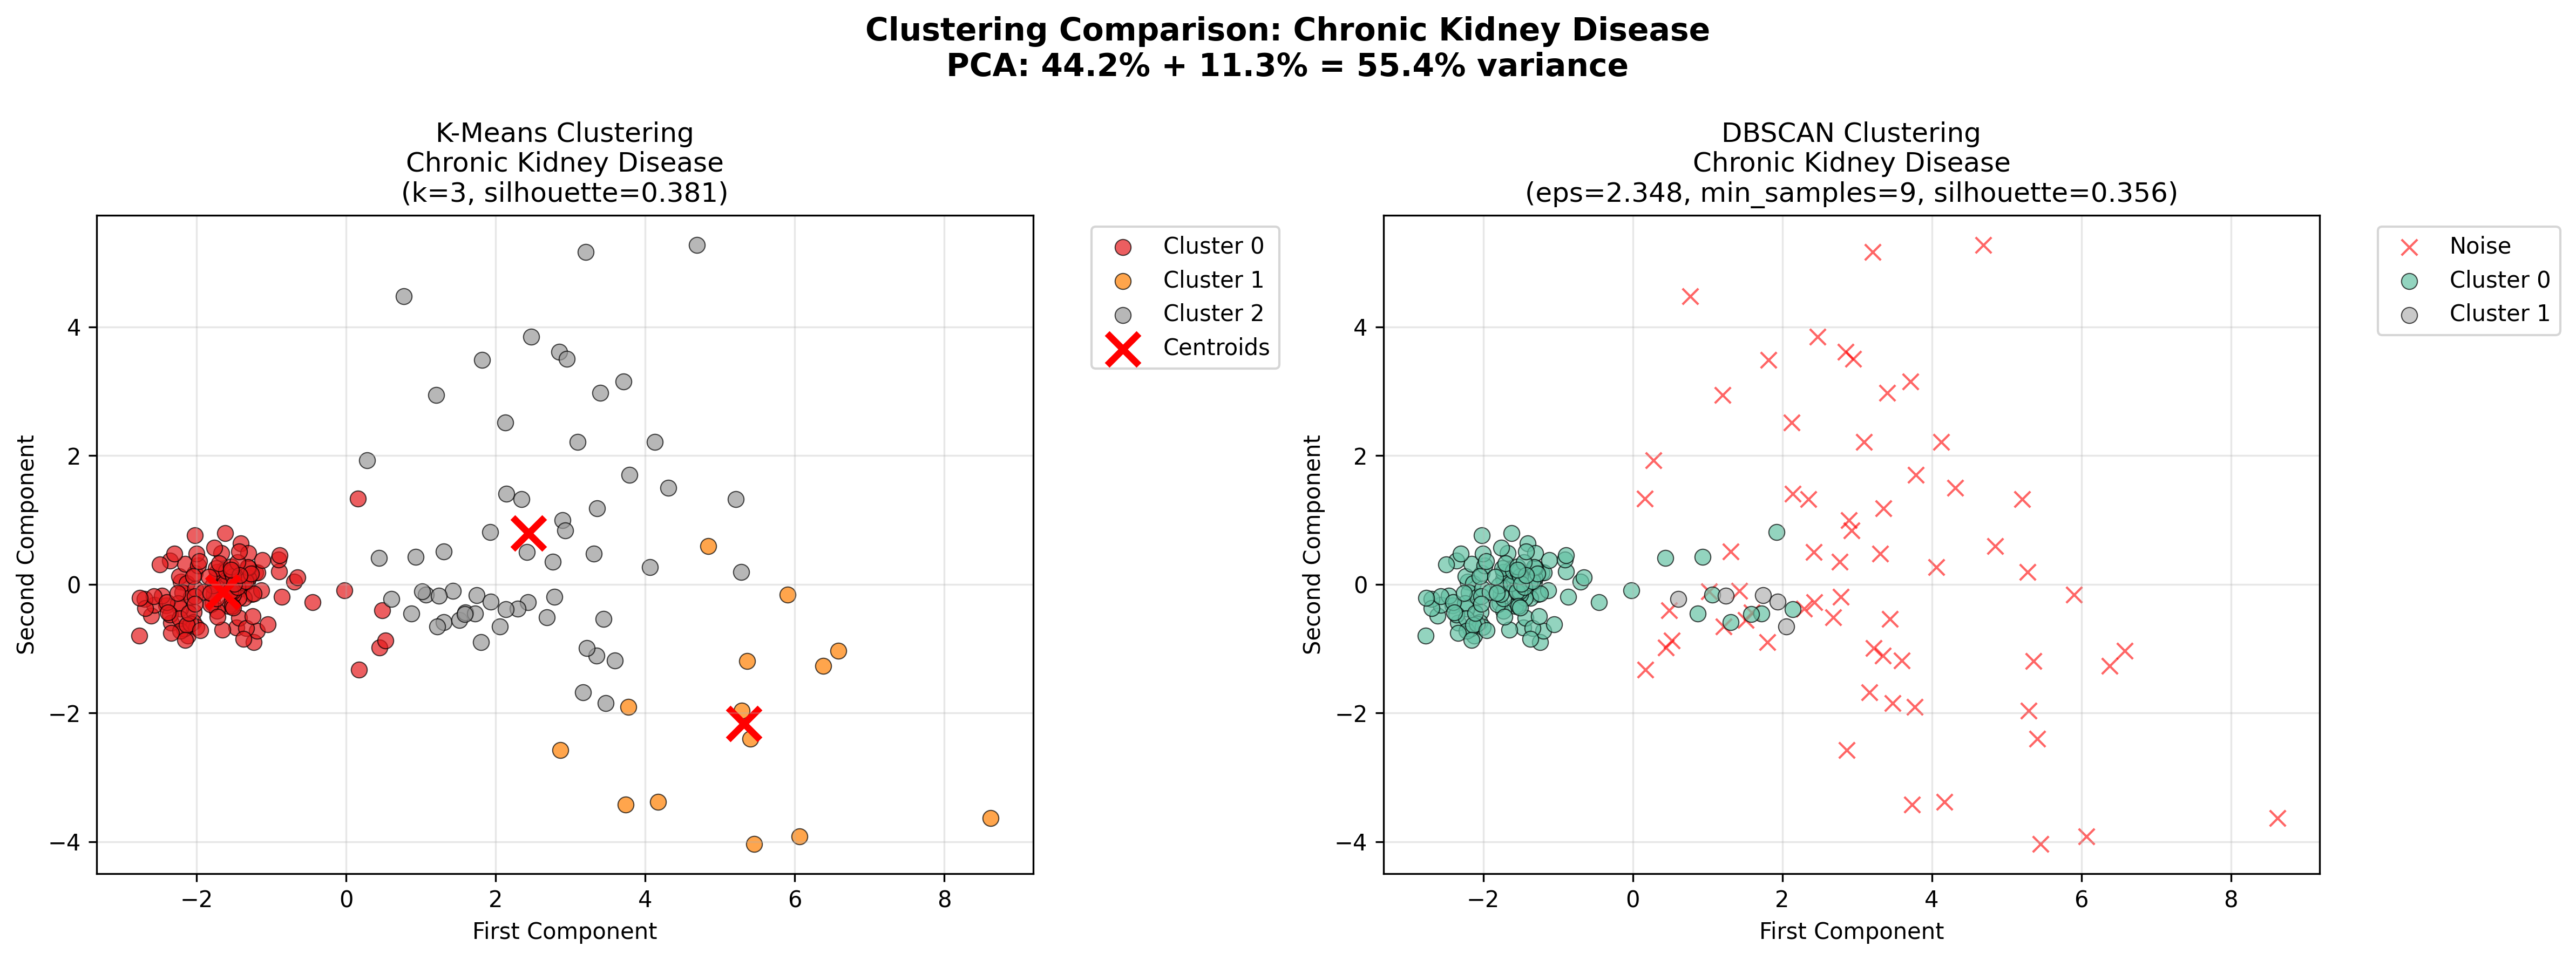 Clustering Comparison: Chronic Kidney Disease
PCA: 44.2% + 11.3% = 55.4% variance
K-Means Clustering
Chronic Kidney Disease
(k=3, silhouette=0.381)
Second Component
4
2
0
−2
−4
−2
0
2
4
6
8
First Component
Cluster 0
Cluster 1
Cluster 2
Centroids
DBSCAN Clustering
Chronic Kidney Disease
(eps=2.348, min_samples=9, silhouette=0.356)
Second Component
4
2
0
−2
−4
−2
0
2
4
6
8
First Component
Noise
Cluster 0
Cluster 1